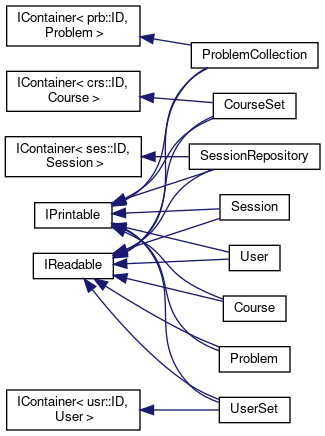 IContainer< prb::ID,
Problem >
ProblemCollection
IContainer< crs::ID,
Course >
CourseSet
IContainer< ses::ID,
Session >
SessionRepository
IPrintable
Session
User
IReadable
Course
Problem
IContainer< usr::ID,
User >
UserSet